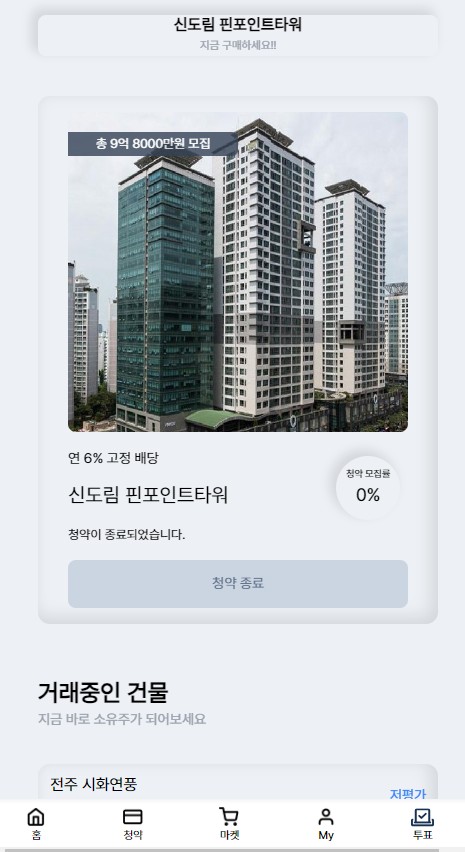 신도림 핀포인트타워
지금 구매하세요!!
총 9억 8000만원 모집
연 6% 고정 배당
신도림 핀포인트타워
청약 모집률
0%
청약이 종료되었습니다.
청약 종료
거래중인 건물
지금 바로 소유주가 되어보세요
전주 시화연풍
저평가
홈
청약
마켓
My
투표